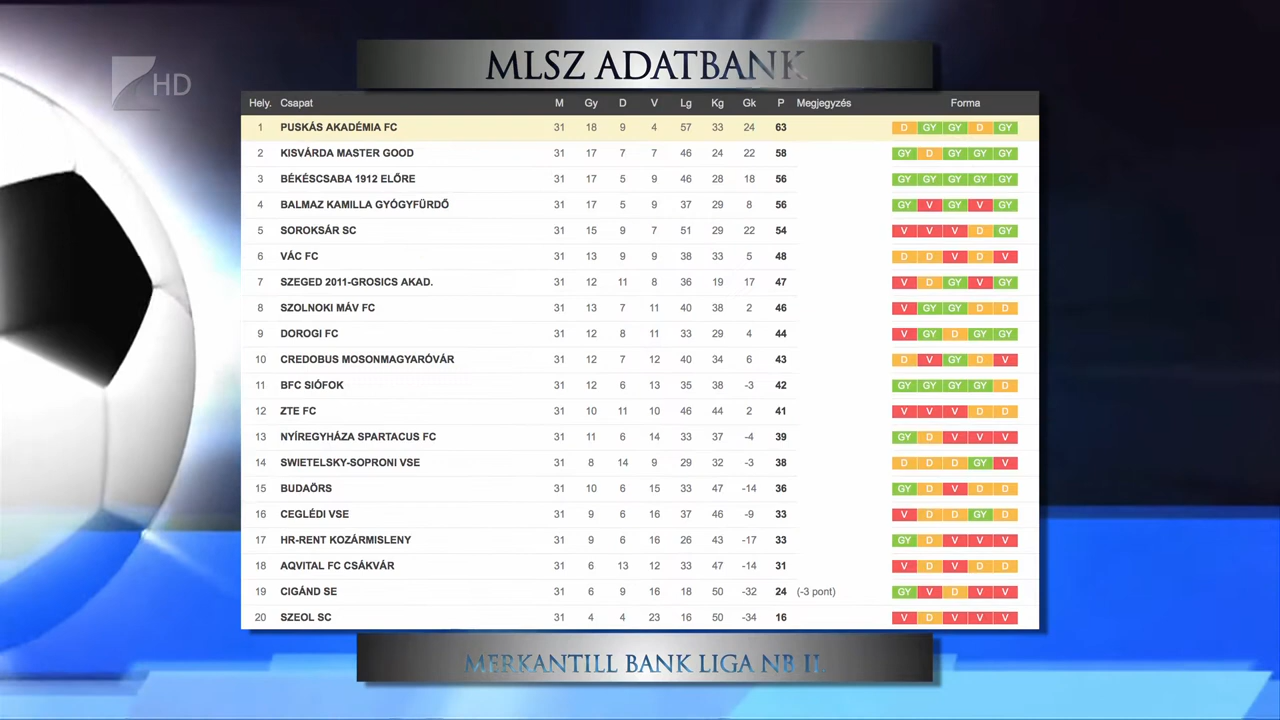 MLSZ ADATBANK
HD
Hely. Csapat M Gy D V Lg Kg Gk P Megjegyzés Forma
1 PUSKÁS AKADÉMIA FC 31 18 9 4 57 33 24 63 D GY GY D GY
2 KISVÁRDA MASTER GOOD 31 17 7 7 46 24 22 58 GY D GY GY GY
3 BÉKÉSCSABA 1912 ELŐRE 31 17 5 9 46 28 18 56 GY GY GY GY GY
4 BALMAZ KAMILLA GYÓGYFÜRDŐ 31 17 5 9 37 29 8 56 GY V GY V GY
5 SOROKSÁR SC 31 15 9 7 51 29 22 54 V V V D GY
6 VÁC FC 31 13 9 9 38 33 5 48 D D V D V
7 SZEGED 2011-GROSICS AKAD. 31 12 11 8 36 19 17 47 V D GY V GY
8 SZOLNOKI MÁV FC 31 13 7 11 40 38 2 46 V GY GY D D
9 DOROGI FC 31 12 8 11 33 29 4 44 V GY D GY GY
10 CREDOBUS MOSONMAGYARÓVÁR 31 12 7 12 40 34 6 43 D V GY D V
11 BFC SIÓFOK 31 12 6 13 35 38 -3 42 GY GY GY GY D
12 ZTE FC 31 10 11 10 46 44 2 41 V V V D D
13 NYÍREGYHÁZA SPARTACUS FC 31 11 6 14 33 37 -4 39 GY D V V V
14 SWIETELSKY-SOPRONI VSE 31 8 14 9 29 32 -3 38 D D D GY V
15 BUDAÖRS 31 10 6 15 33 47 -14 36 GY D V D D
16 CEGLÉDI VSE 31 9 6 16 37 46 -9 33 V D D GY D
17 HR-RENT KOZÁRMISLENY 31 9 6 16 26 43 -17 33 GY D V V V
18 AQVITAL FC CSÁKVÁR 31 6 13 12 33 47 -14 31 V D V D D
19 CIGÁND SE 31 6 9 16 18 50 -32 24 (-3 pont) GY V D V V
20 SZEOL SC 31 4 4 23 16 50 -34 16 V D V V V
MERKANTILL BANK LIGA NB II.